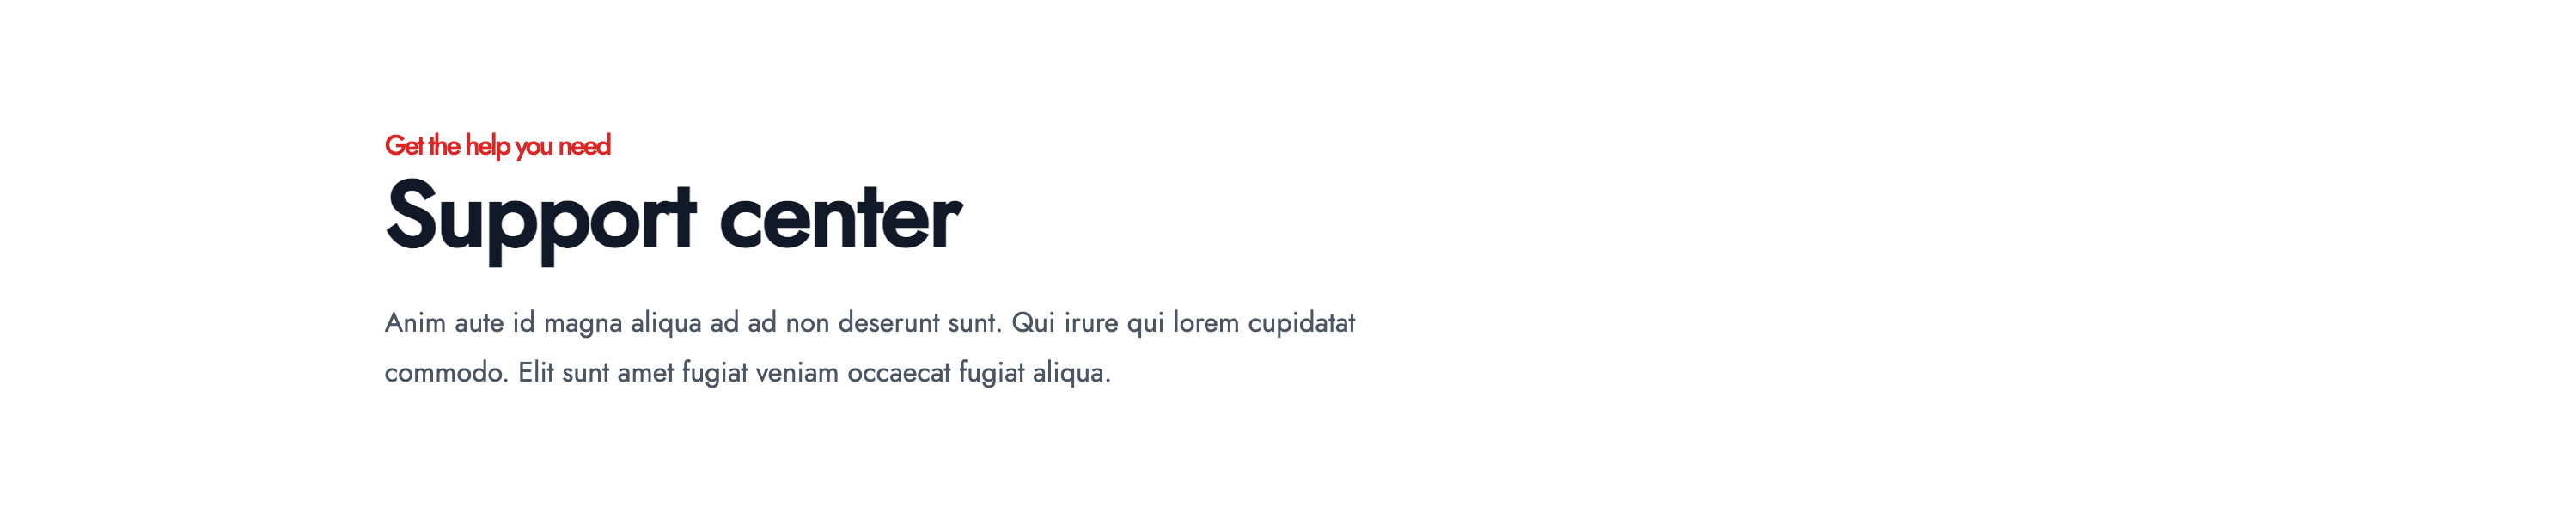 Get the help you need
Support center
Anim aute id magna aliqua ad ad non deserunt sunt. Qui irure qui lorem cupidatat
commodo. Elit sunt amet fugiat veniam occaecat fugiat aliqua.